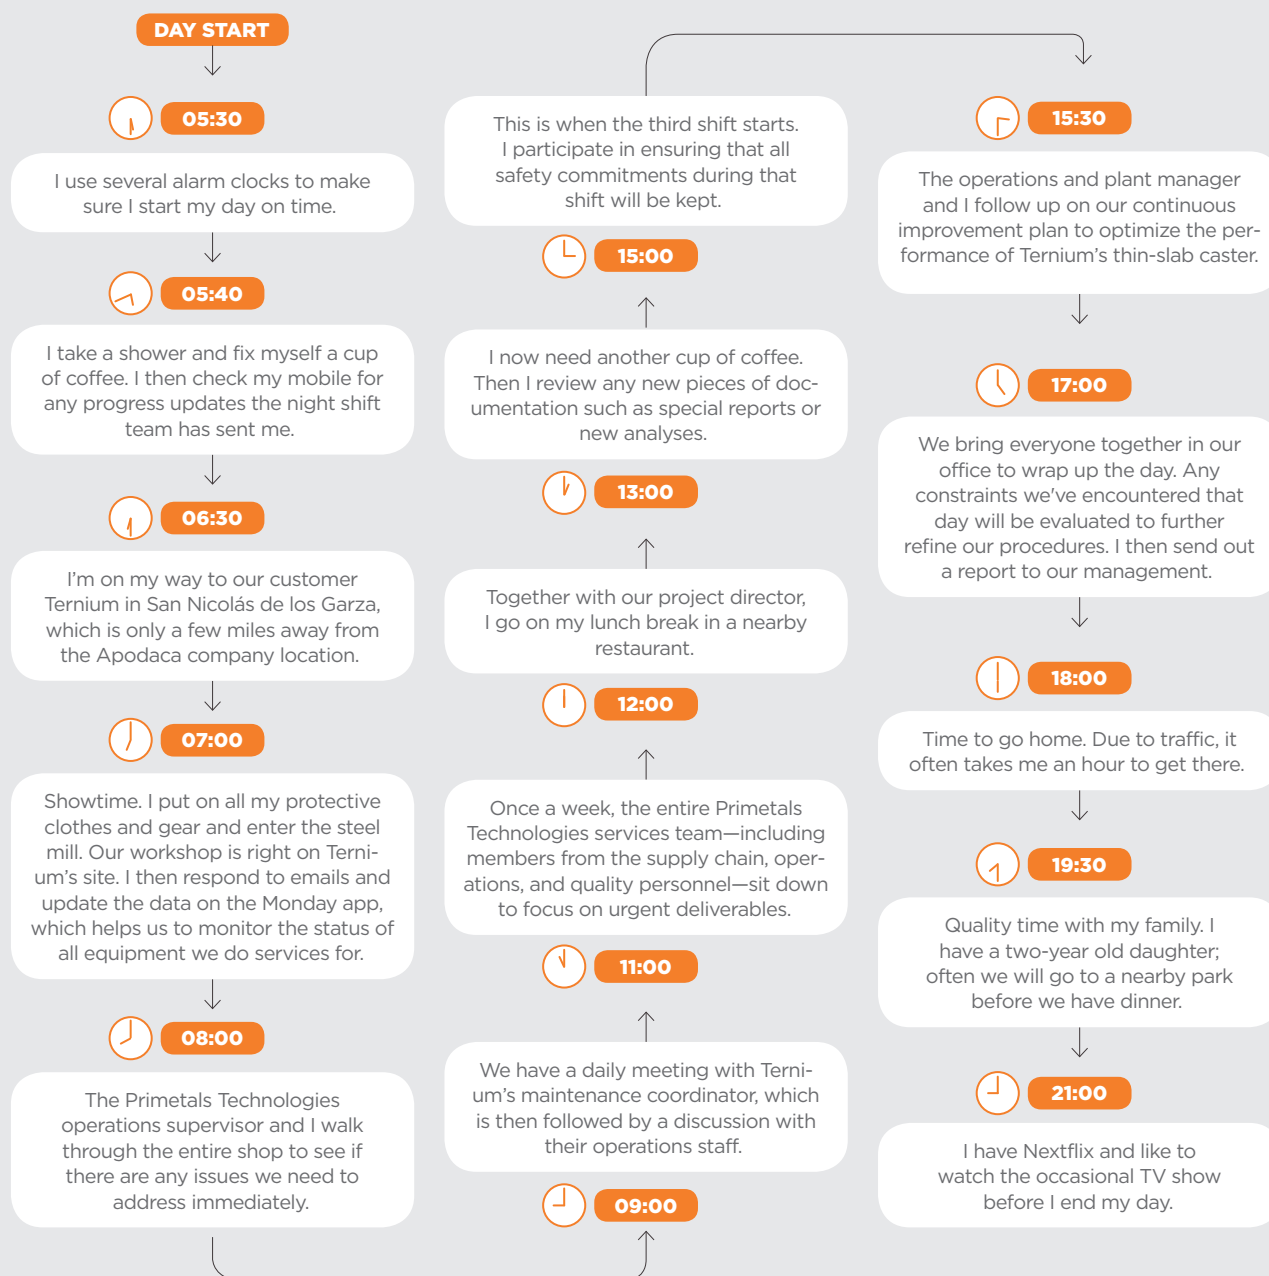 DAY START
05:30
I use several alarm clocks to make
sure I start my day on time.
05:40
I take a shower and fix myself a cup
of coffee. I then check my mobile for
any progress updates the night shift
team has sent me.
06:30
I’m on my way to our customer
Ternium in San Nicolás de los Garza,
which is only a few miles away from
the Apodaca company location.
07:00
Showtime. I put on all my protective
clothes and gear and enter the steel
mill. Our workshop is right on Terni-
um’s site. I then respond to emails and
update the data on the Monday app,
which helps us to monitor the status of
all equipment we do services for.
08:00
The Primetals Technologies
operations supervisor and I walk
through the entire shop to see if
there are any issues we need to
address immediately.
09:00
We have a daily meeting with Terni-
um’s maintenance coordinator, which
is then followed by a discussion with
their operations staff.
11:00
Once a week, the entire Primetals
Technologies services team—including
members from the supply chain, oper-
ations, and quality personnel—sit down
to focus on urgent deliverables.
12:00
Together with our project director,
I go on my lunch break in a nearby
restaurant.
13:00
I now need another cup of coffee.
Then I review any new pieces of doc-
umentation such as special reports or
new analyses.
15:00
This is when the third shift starts.
I participate in ensuring that all
safety commitments during that
shift will be kept.
15:30
The operations and plant manager
and I follow up on our continuous
improvement plan to optimize the per-
formance of Ternium’s thin-slab caster.
17:00
We bring everyone together in our
office to wrap up the day. Any
constraints we've encountered that
day will be evaluated to further
refine our procedures. I then send out
a report to our management.
18:00
Time to go home. Due to traffic, it
often takes me an hour to get there.
19:30
Quality time with my family. I
have a two-year old daughter;
often we will go to a nearby park
before we have dinner.
21:00
I have Nextflix and like to
watch the occasional TV show
before I end my day.